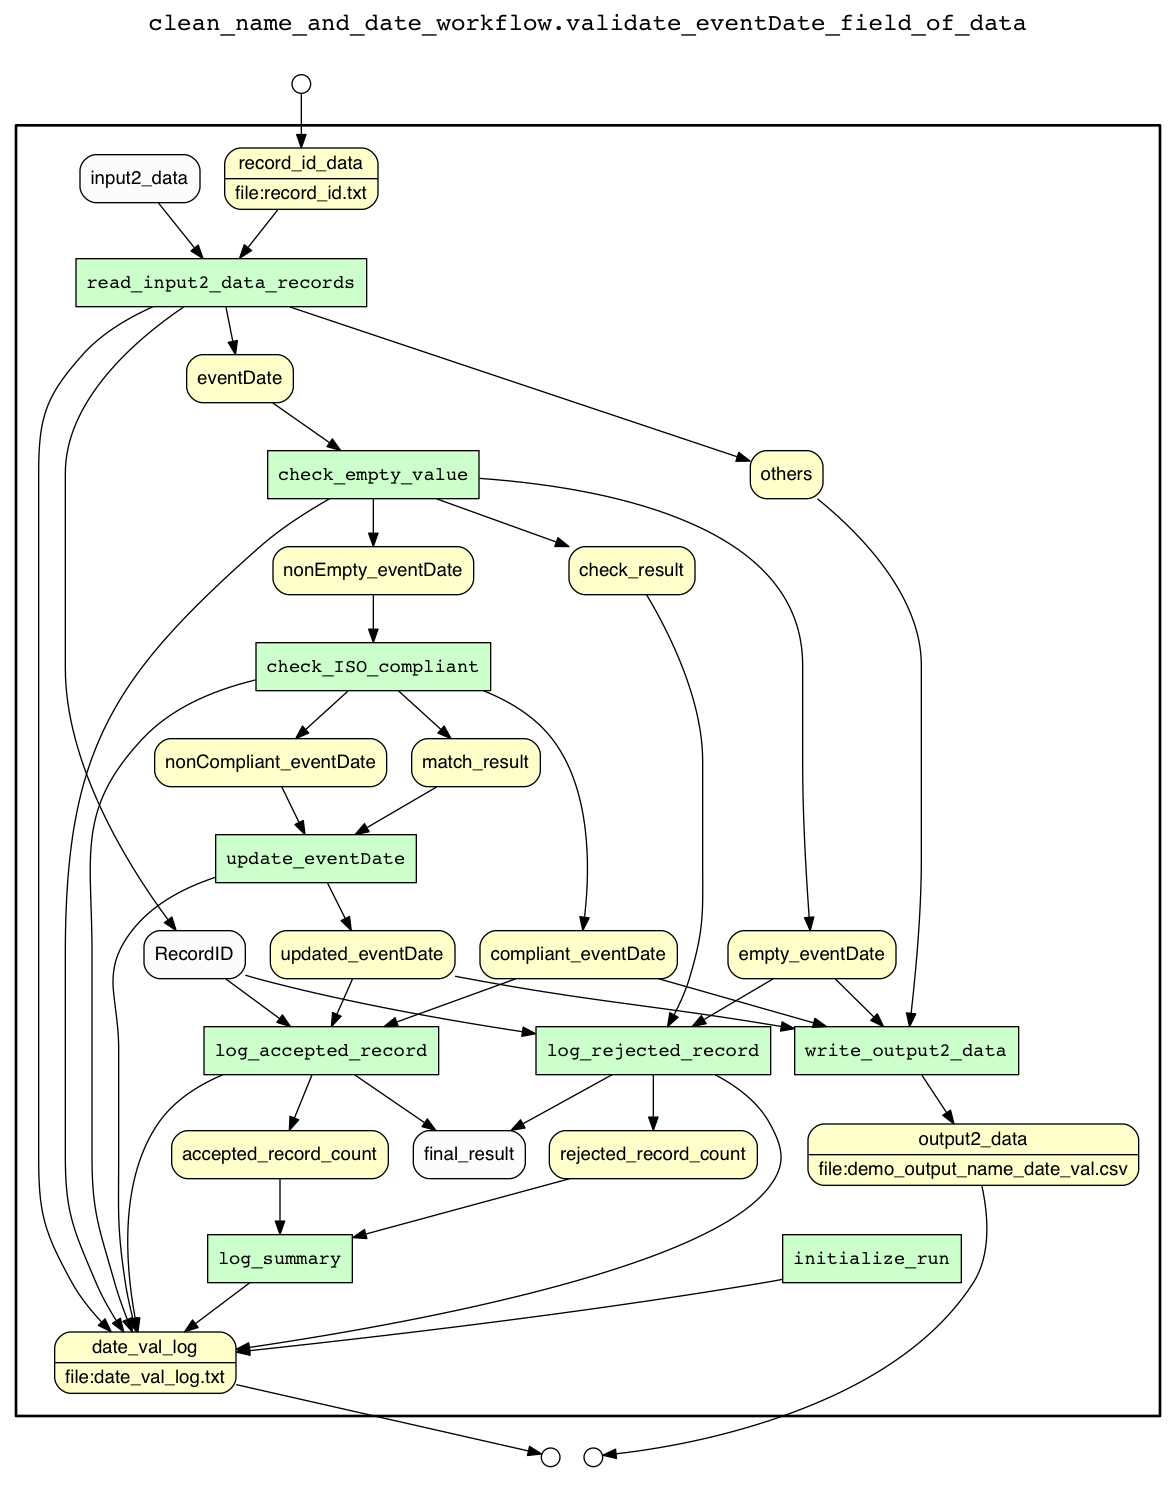 clean_name_and_date_workflow.validate_eventDate_field_of_data
input2_data
record_id_data
file:record_id.txt
read_input2_data_records
eventDate
check_empty_value
others
nonEmpty_eventDate
check_result
check_ISO_compliant
nonCompliant_eventDate
match_result
update_eventDate
RecordID
updated_eventDate
compliant_eventDate
empty_eventDate
log_accepted_record
log_rejected_record
write_output2_data
accepted_record_count
final_result
rejected_record_count
output2_data
file:demo_output_name_date_val.csv
log_summary
initialize_run
date_val_log
file:date_val_log.txt